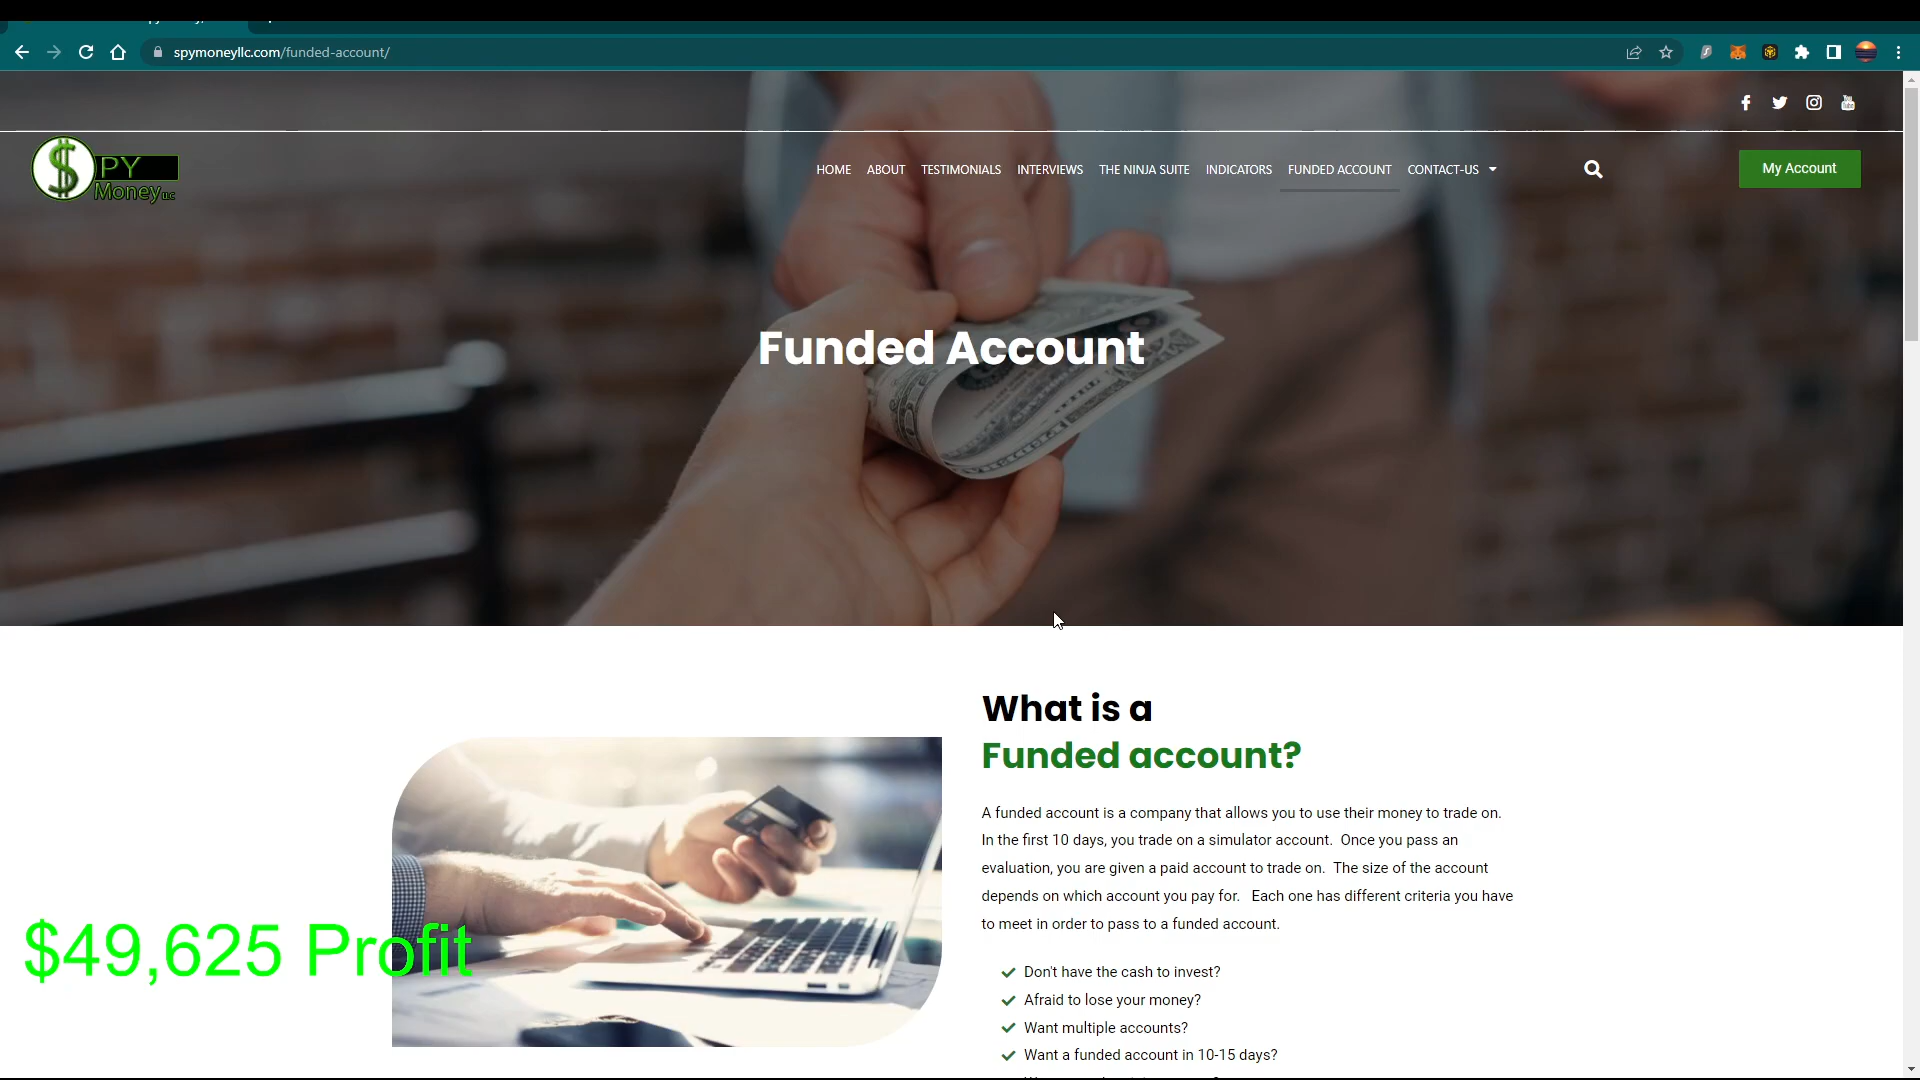 spymoneyllc.com/funded-account/
$PY
Money LLC
HOME ABOUT TESTIMONIALS INTERVIEWS THE NINJA SUITE INDICATORS FUNDED ACCOUNT CONTACT-US
My Account
Funded Account
What is a
Funded account?
A funded account is a company that allows you to use their money to trade on.
In the first 10 days, you trade on a simulator account. Once you pass an
evaluation, you are given a paid account to trade on. The size of the account
depends on which account you pay for. Each one has different criteria you have
to meet in order to pass to a funded account.
Don't have the cash to invest?
Afraid to lose your money?
Want multiple accounts?
Want a funded account in 10-15 days?
$49,625 Profit